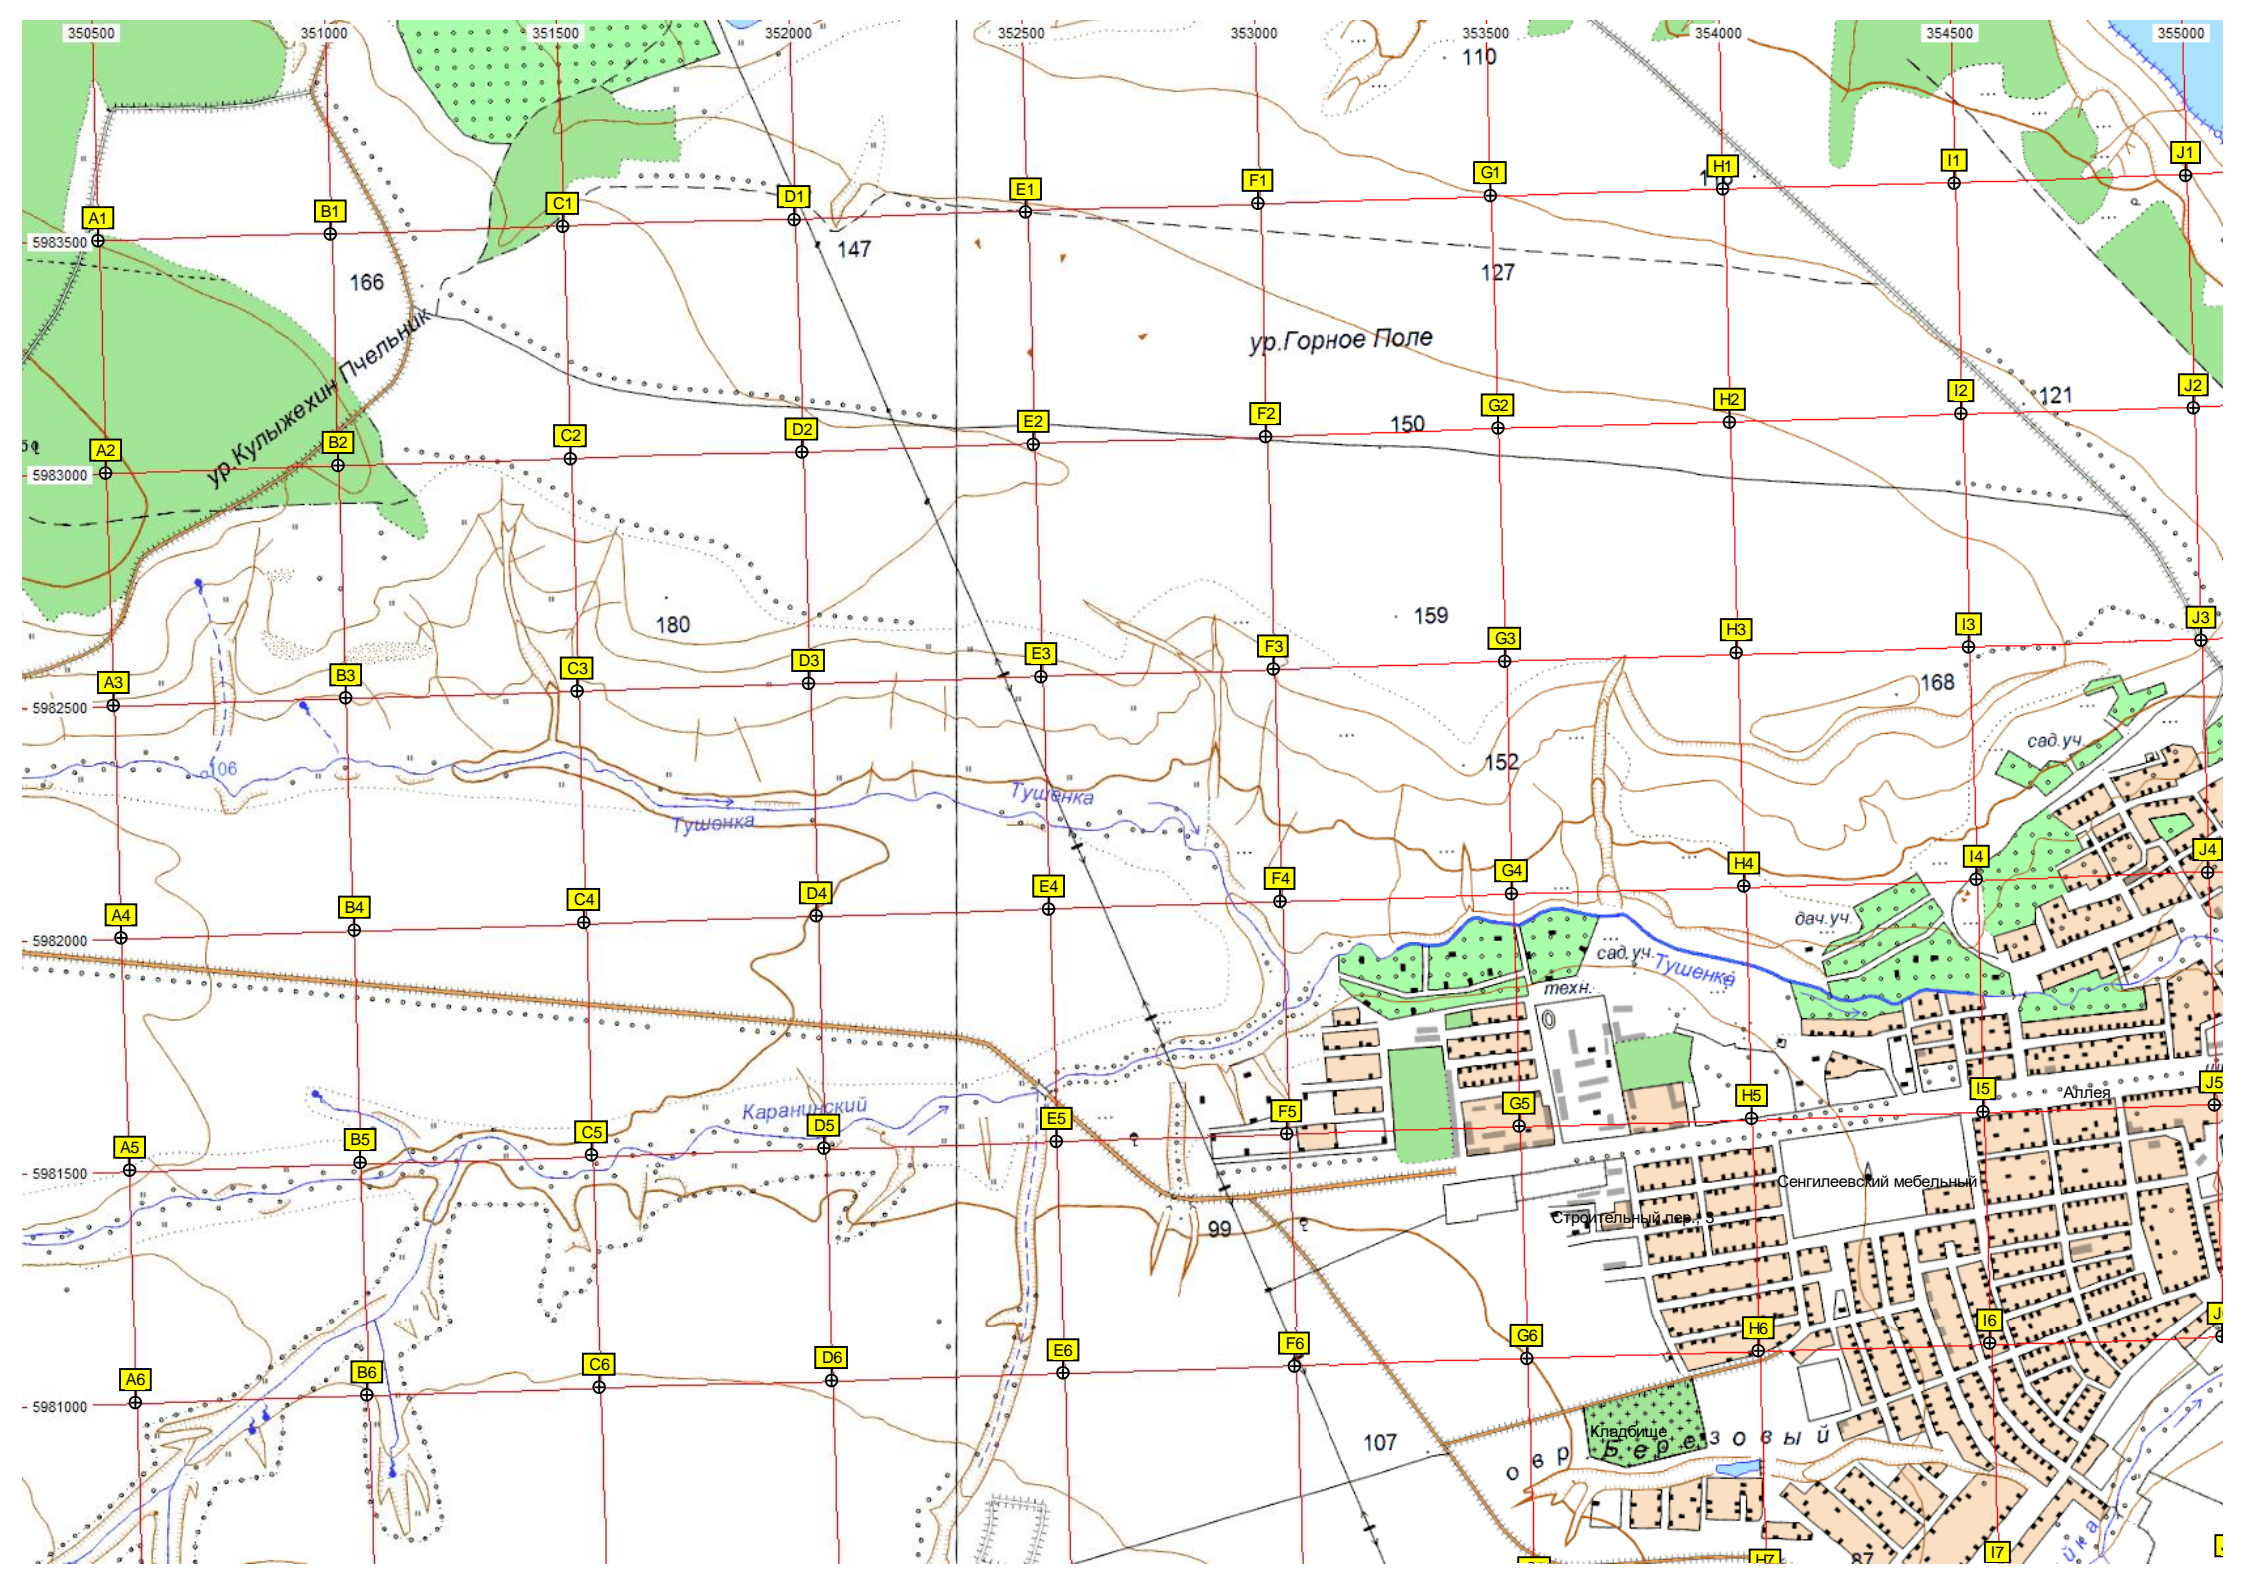 350500 351000 351500 352000 352500 353000 353500 354000 354500 355000
110
A1 B1 C1 D1 E1 F1 G1 H1 I1 J1
5983500
147
127
166
ур.Горное Поле
ур.Кулыжехин Пчельник
121
150
A2 B2 C2 D2 E2 F2 G2 H2 I2 J2
5983000
159
180
A3 B3 C3 D3 E3 F3 G3 H3 I3 J3
168
5982500
сад.уч.
152
106
Тушенка
Тушенка
A4 B4 C4 D4 E4 F4 G4 H4 I4 J4
дач.уч.
5982000
сад.уч.
Тушенка
техн.
Аллея
Каранинский
A5 B5 C5 D5 E5 F5 G5 H5 I5 J5
5981500
Сенгилеевский мебельный
Строительный пер., 3
99
A6 B6 C6 D6 E6 F6 G6 H6 I6
5981000
Кладбище
107
овр. Березовый
87
H7 I7